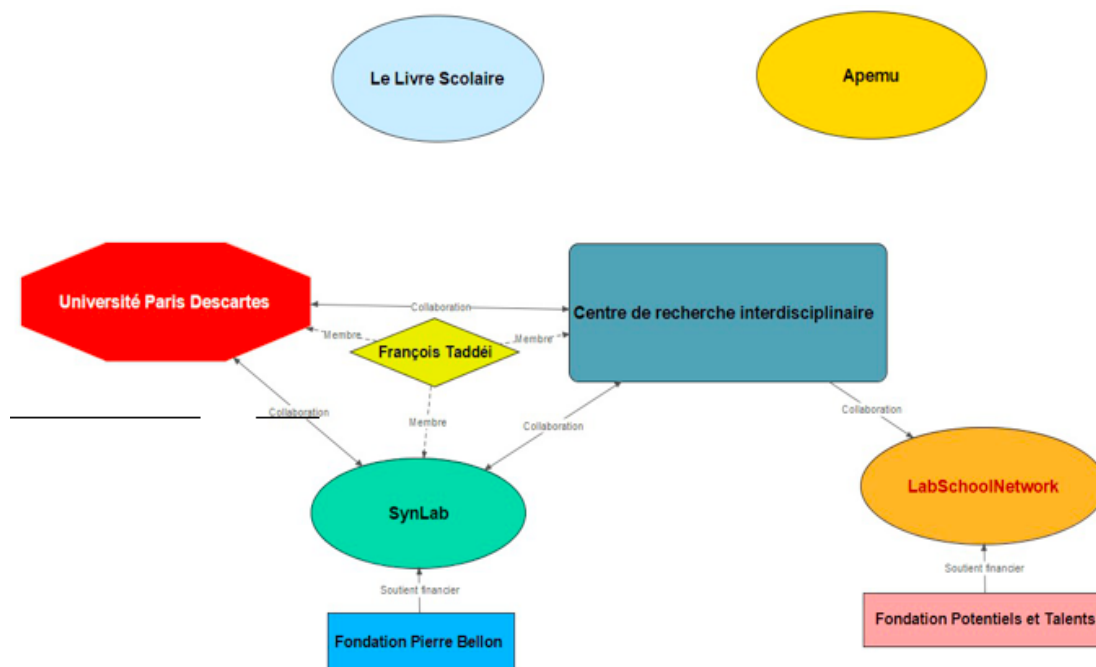 Le Livre Scolaire
Apemu
Université Paris Descartes
Collaboration
Centre de recherche interdisciplinaire
Membre
François Taddéi
Membre
Collaboration
Membre
Collaboration
Collaboration
SynLab
LabSchoolNetwork
Soutient financier
Soutient financier
Fondation Pierre Bellon
Fondation Potentiels et Talents